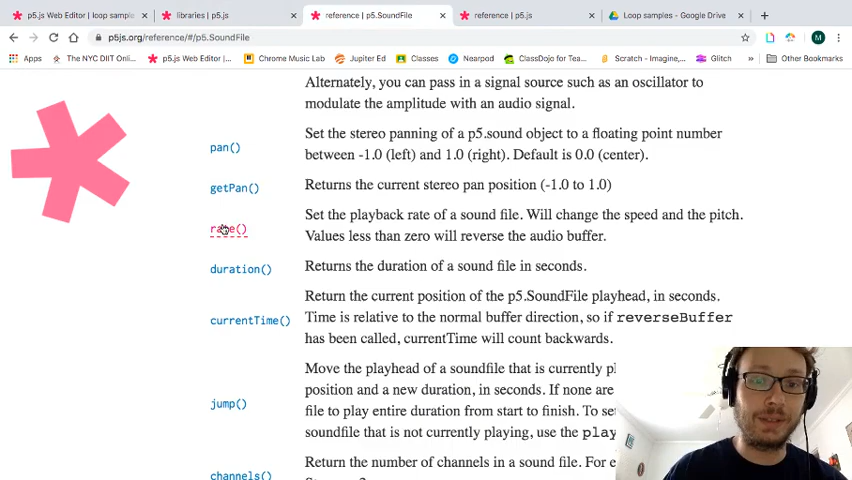 p5.js Web Editor | loop sample
libraries | p5.js
reference | p5.SoundFile
reference | p5.js
Loop samples - Google Drive
p5js.org/reference/#/p5.SoundFile
M
Apps
The NYC DIIT Onli...
p5.js Web Editor |...
Chrome Music Lab
Jupiter Ed
Classes
Nearpod
ClassDojo for Tea...
Scratch - Imagine,...
Glitch
»
Other Bookmarks
Alternately, you can pass in a signal source such as an oscillator to
modulate the amplitude with an audio signal.
pan()
Set the stereo panning of a p5.sound object to a floating point number
between -1.0 (left) and 1.0 (right). Default is 0.0 (center).
getPan()
Returns the current stereo pan position (-1.0 to 1.0)
rate()
Set the playback rate of a sound file. Will change the speed and the pitch.
Values less than zero will reverse the audio buffer.
duration()
Returns the duration of a sound file in seconds.
currentTime()
Return the current position of the p5.SoundFile playhead, in seconds.
Time is relative to the normal buffer direction, so if reverseBuffer
has been called, currentTime will count backwards.
jump()
Move the playhead of a soundfile that is currently pl
position and a new duration, in seconds. If none are
file to play entire duration from start to finish. To se
soundfile that is not currently playing, use the play
channels()
Return the number of channels in a sound file. For e